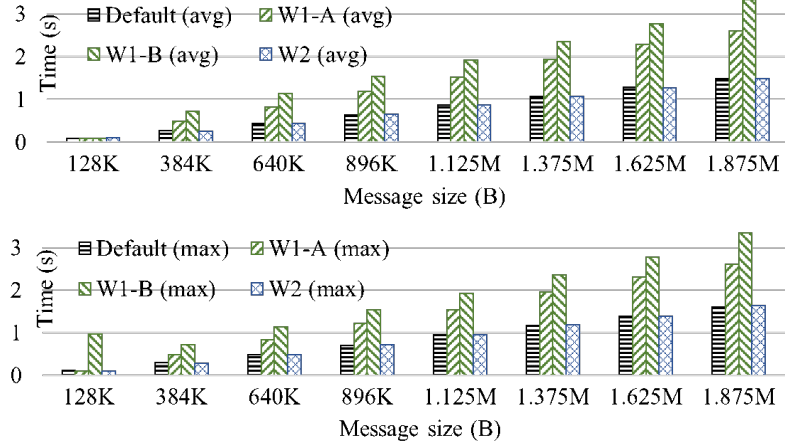 3
Default (avg) W1-A (avg)
2
W1-B (avg) W2 (avg)
1
0
Time (s)
128K 384K 640K 896K 1.125M 1.375M 1.625M 1.875M
Message size (B)
3
Default (max) W1-A (max)
2
W1-B (max) W2 (max)
1
0
Time (s)
128K 384K 640K 896K 1.125M 1.375M 1.625M 1.875M
Message size (B)